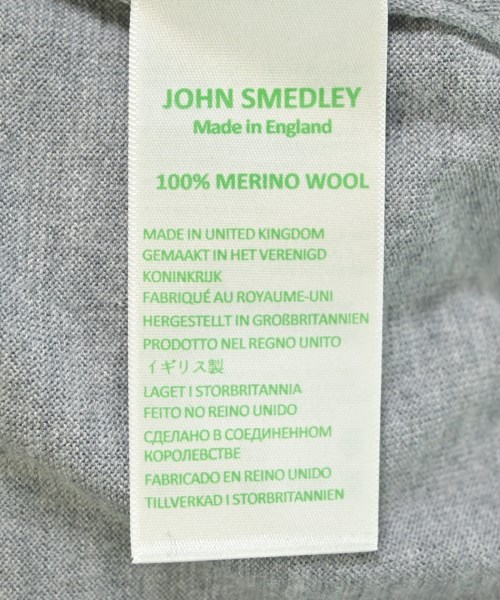 JOHN SMEDLEY
Made in England
100% MERINO WOOL
MADE IN UNITED KINGDOM
GEMAAKT IN HET VERENIGD
KONINKRIJK
FABRIQUÉ AU ROYAUME-UNI
HERGESTELLT IN GROßBRITANNIEN
PRODOTTO NEL REGNO UNITO
イギリス製
LAGET I STORBRITANNIA
FEITO NO REINO UNIDO
СДЕЛАНО В СОЕДИНЕННОМ
КОРОЛЕВСТВЕ
FABRICADO EN REINO UNIDO
TILLVERKAD I STORBRITANNIEN